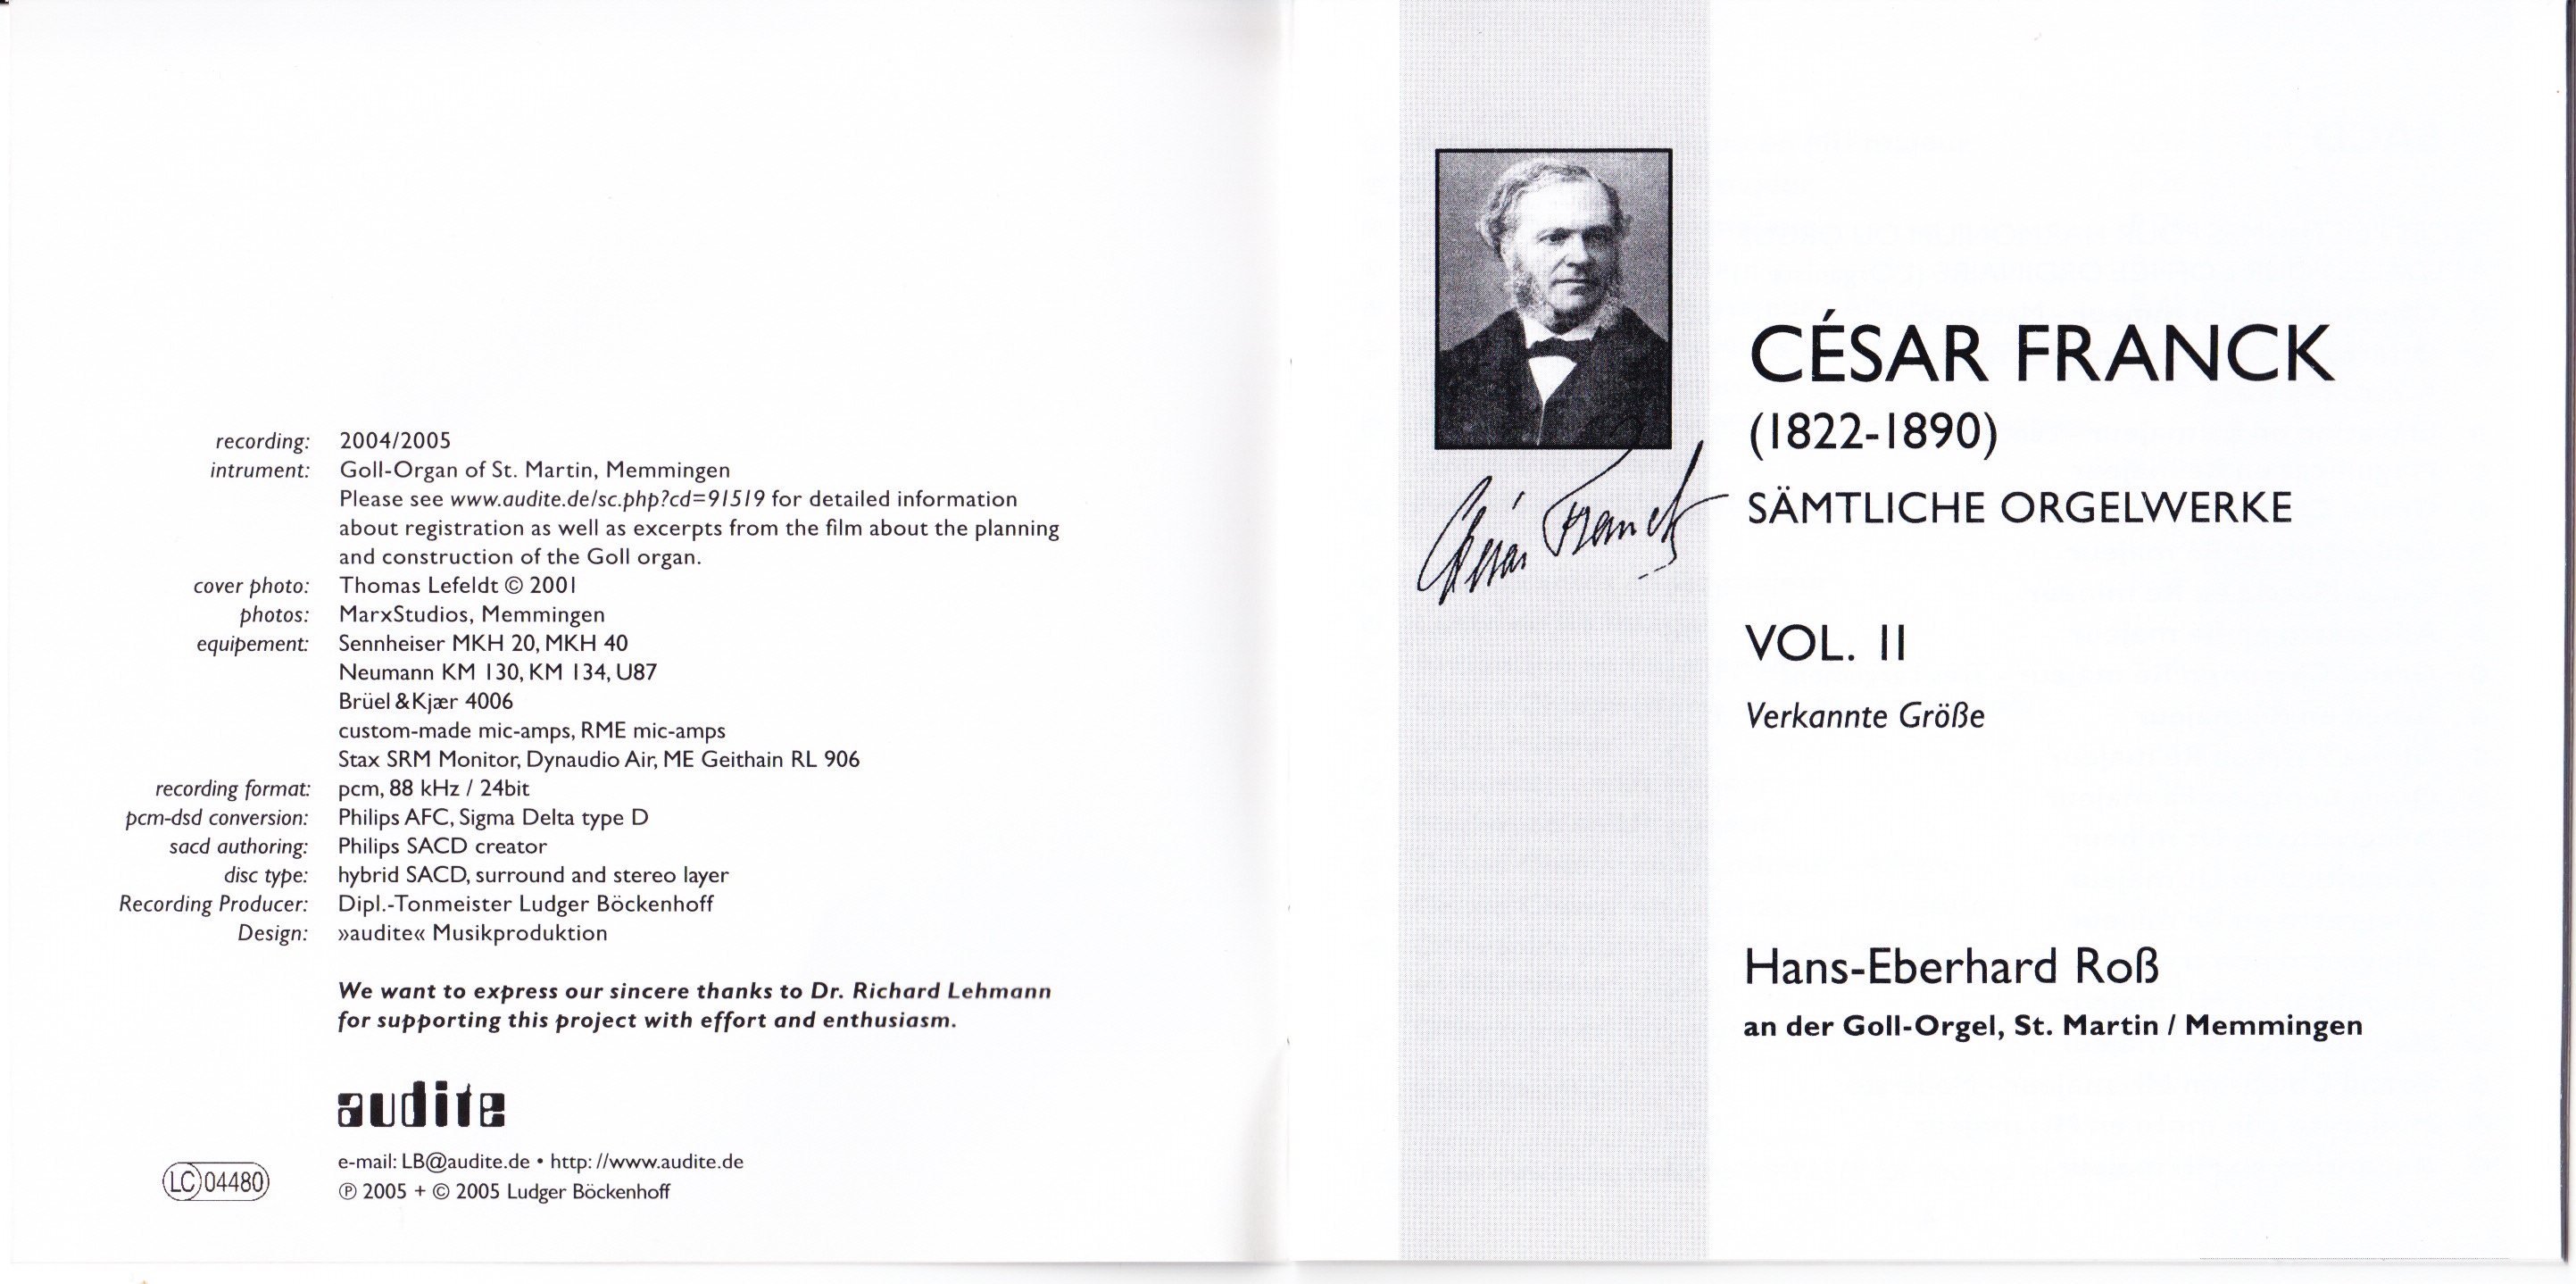 recording: 2004/2005
intrument: Goll-Organ of St. Martin, Memmingen
Please see www.audite.de/sc.php?cd=91519 for detailed information
about registration as well as excerpts from the film about the planning
and construction of the Goll organ.
cover photo: Thomas Lefeldt © 2001
photos: MarxStudios, Memmingen
equipement: Sennheiser MKH 20, MKH 40
Neumann KM 130, KM 134, U87
Brüel & Kjær 4006
custom-made mic-amps, RME mic-amps
Stax SRM Monitor, Dynaudio Air, ME Geithain RL 906
recording format: pcm, 88 kHz / 24bit
pcm-dsd conversion: Philips AFC, Sigma Delta type D
sacd authoring: Philips SACD creator
disc type: hybrid SACD, surround and stereo layer
Recording Producer: Dipl.-Tonmeister Ludger Böckenhoff
Design: »audite« Musikproduktion
We want to express our sincere thanks to Dr. Richard Lehmann
for supporting this project with effort and enthusiasm.
audite
e-mail: LB@audite.de • http: //www.audite.de
LC 04480
℗ 2005 + © 2005 Ludger Böckenhoff
CÉSAR FRANCK
(1822-1890)
César Franck
SÄMTLICHE ORGELWERKE
VOL. II
Verkannte Größe
Hans-Eberhard Roß
an der Goll-Orgel, St. Martin / Memmingen